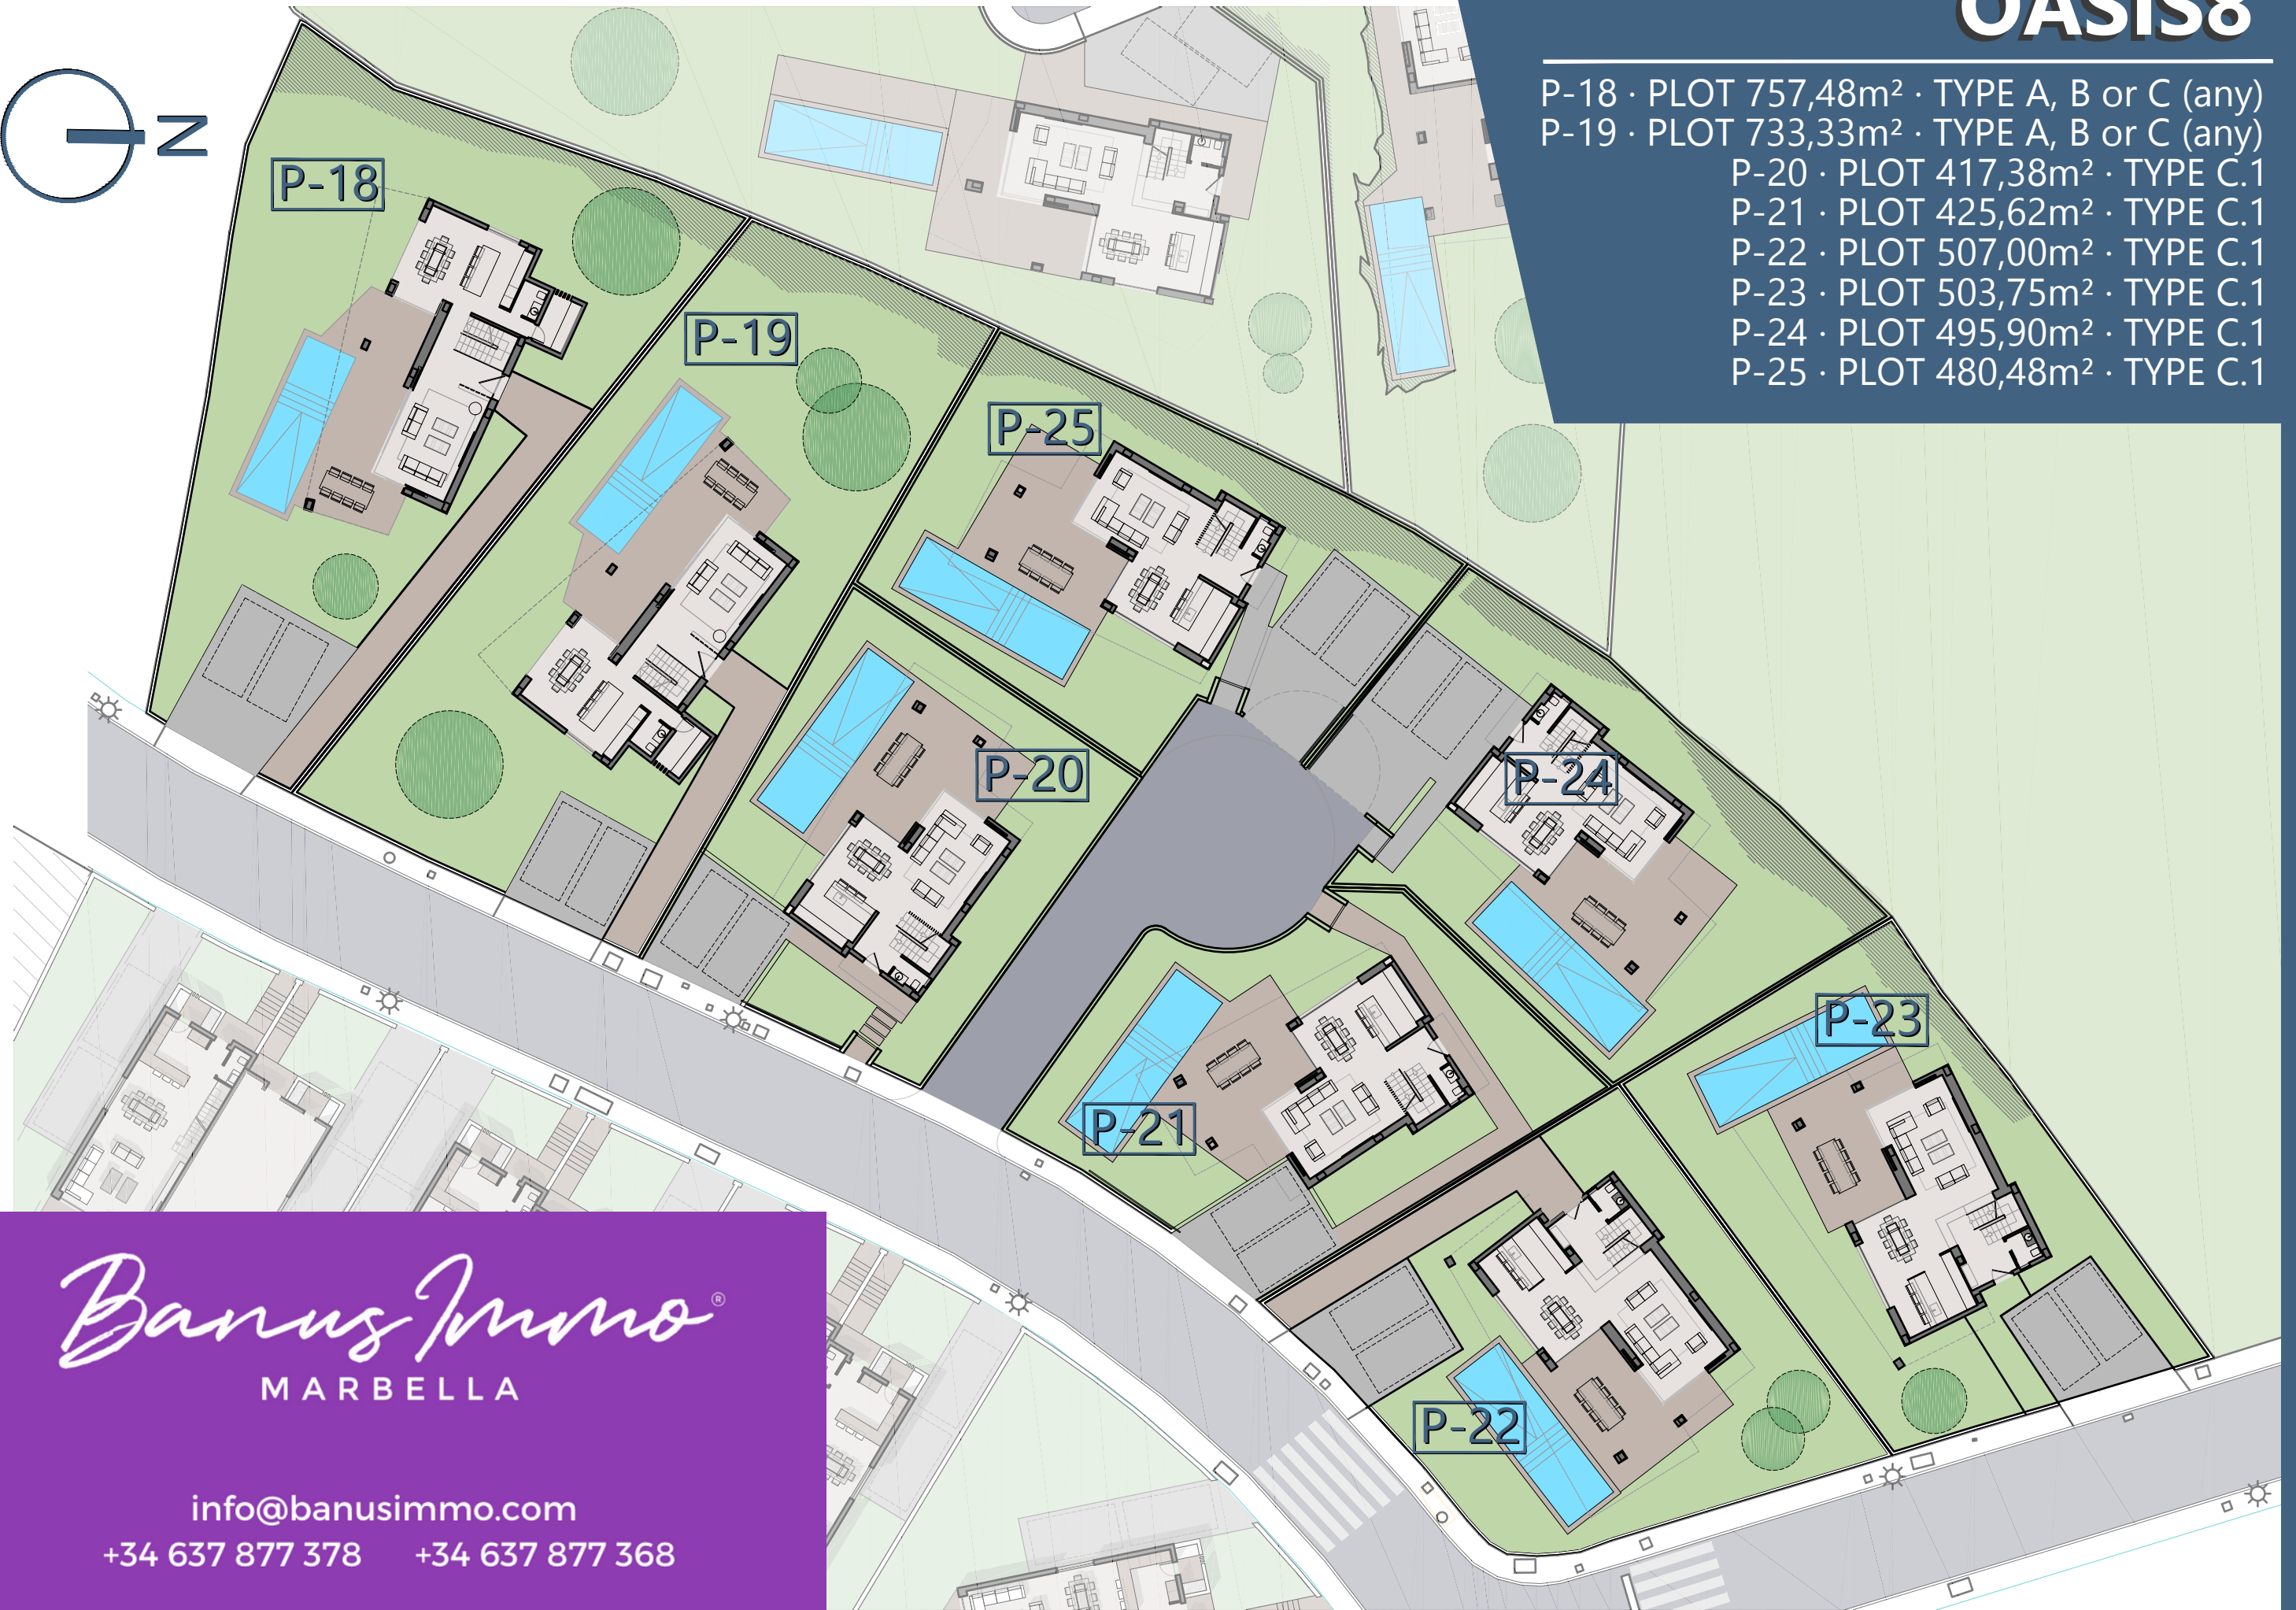 OASIS8
P-18 · PLOT 757,48m² · TYPE A, B or C (any)
P-19 · PLOT 733,33m² · TYPE A, B or C (any)
P-20 · PLOT 417,38m² · TYPE C.1
P-21 · PLOT 425,62m² · TYPE C.1
P-22 · PLOT 507,00m² · TYPE C.1
P-23 · PLOT 503,75m² · TYPE C.1
P-24 · PLOT 495,90m² · TYPE C.1
P-25 · PLOT 480,48m² · TYPE C.1
N
P-18
P-19
P-25
P-20
P-24
P-23
P-21
P-22
Banus Immo®
MARBELLA
info@banusimmo.com
+34 637 877 378 +34 637 877 368